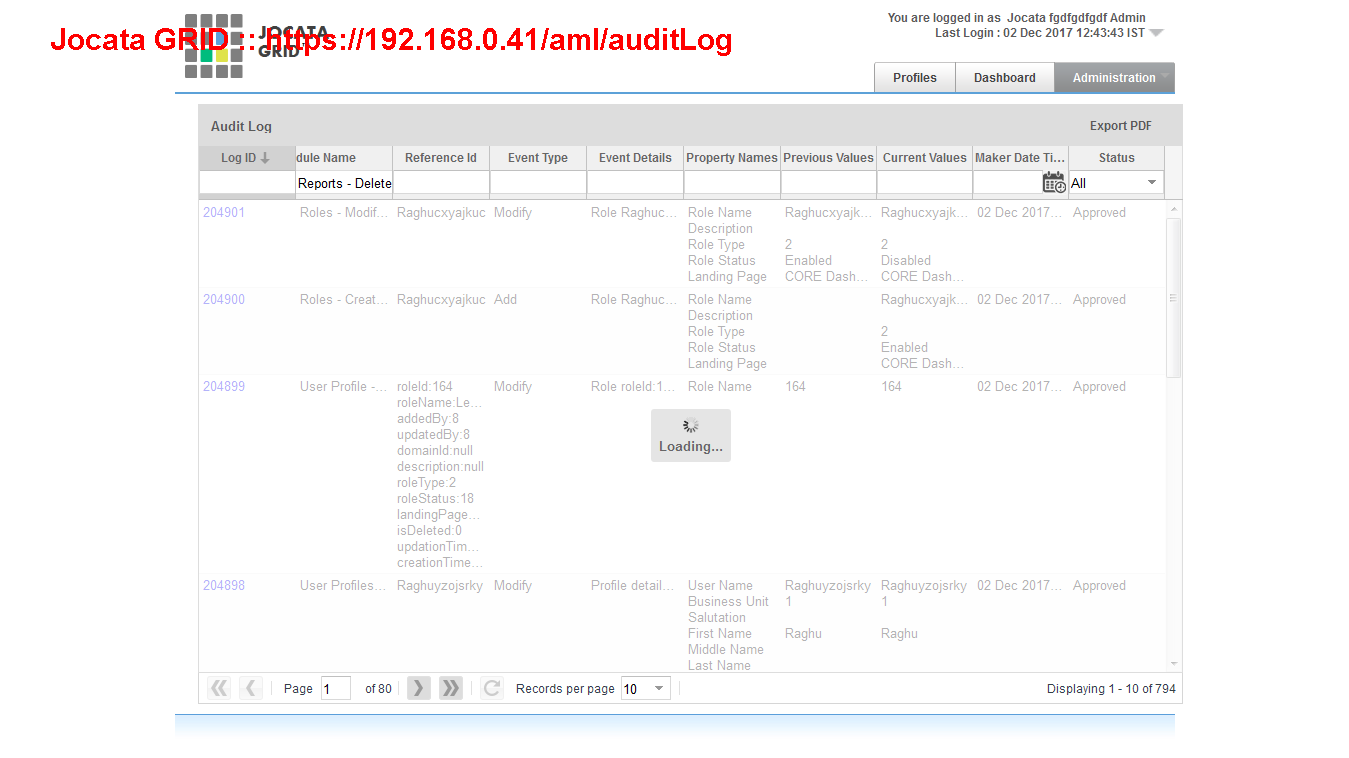 You are logged in as Jocata fgdfgdfgdf Admin
Last Login : 02 Dec 2017 12:43:43 IST
Jocata GRID :: https://192.168.0.41/aml/auditLog
JOCATA
GRID
Profiles Dashboard Administration
Audit Log Export PDF
Log ID dule Name Reference Id Event Type Event Details Property Names Previous Values Current Values Maker Date Ti... Status
Reports - Delete All
204901 Roles - Modif... Raghucxyajkuc Modify Role Raghuc... Role Name Raghucxyajk... Raghucxyajk... 02 Dec 2017... Approved
Description
Role Type 2 2
Role Status Enabled Disabled
Landing Page CORE Dash... CORE Dash...
204900 Roles - Creat... Raghucxyajkuc Add Role Raghuc... Role Name Raghucxyajk... 02 Dec 2017... Approved
Description
Role Type 2
Role Status Enabled
Landing Page CORE Dash...
204899 User Profile -... roleId:164 Modify Role roleId:1... Role Name 164 164 02 Dec 2017... Approved
roleName:Le...
addedBy:8
updatedBy:8
domainId:null
description:null
roleType:2
roleStatus:18
landingPage...
isDeleted:0
updationTim...
creationTime...
Loading...
204898 User Profiles... Raghuyzojsrky Modify Profile detail... User Name Raghuyzojsrky Raghuyzojsrky 02 Dec 2017... Approved
Business Unit 1 1
Salutation
First Name Raghu Raghu
Middle Name
Last Name
Page 1 of 80 Records per page 10 Displaying 1 - 10 of 794